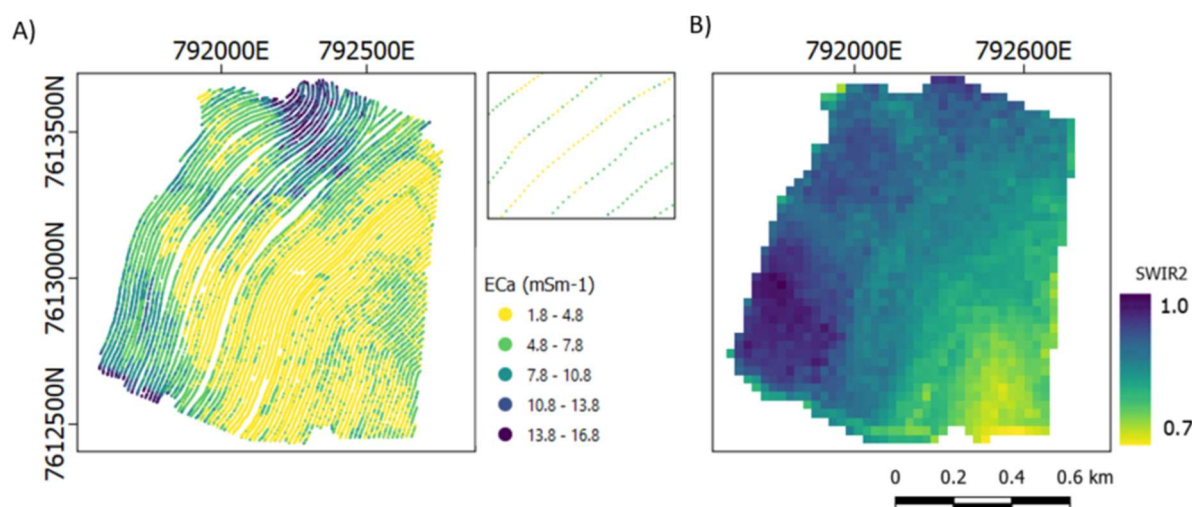 A)
792000E 792500E
7613500N
7613000N
7612500N
ECa (mSm-1)
1.8 - 4.8
4.8 - 7.8
7.8 - 10.8
10.8 - 13.8
13.8 - 16.8
B)
792000E 792600E
SWIR2
1.0
0.7
0 0.2 0.4 0.6 km